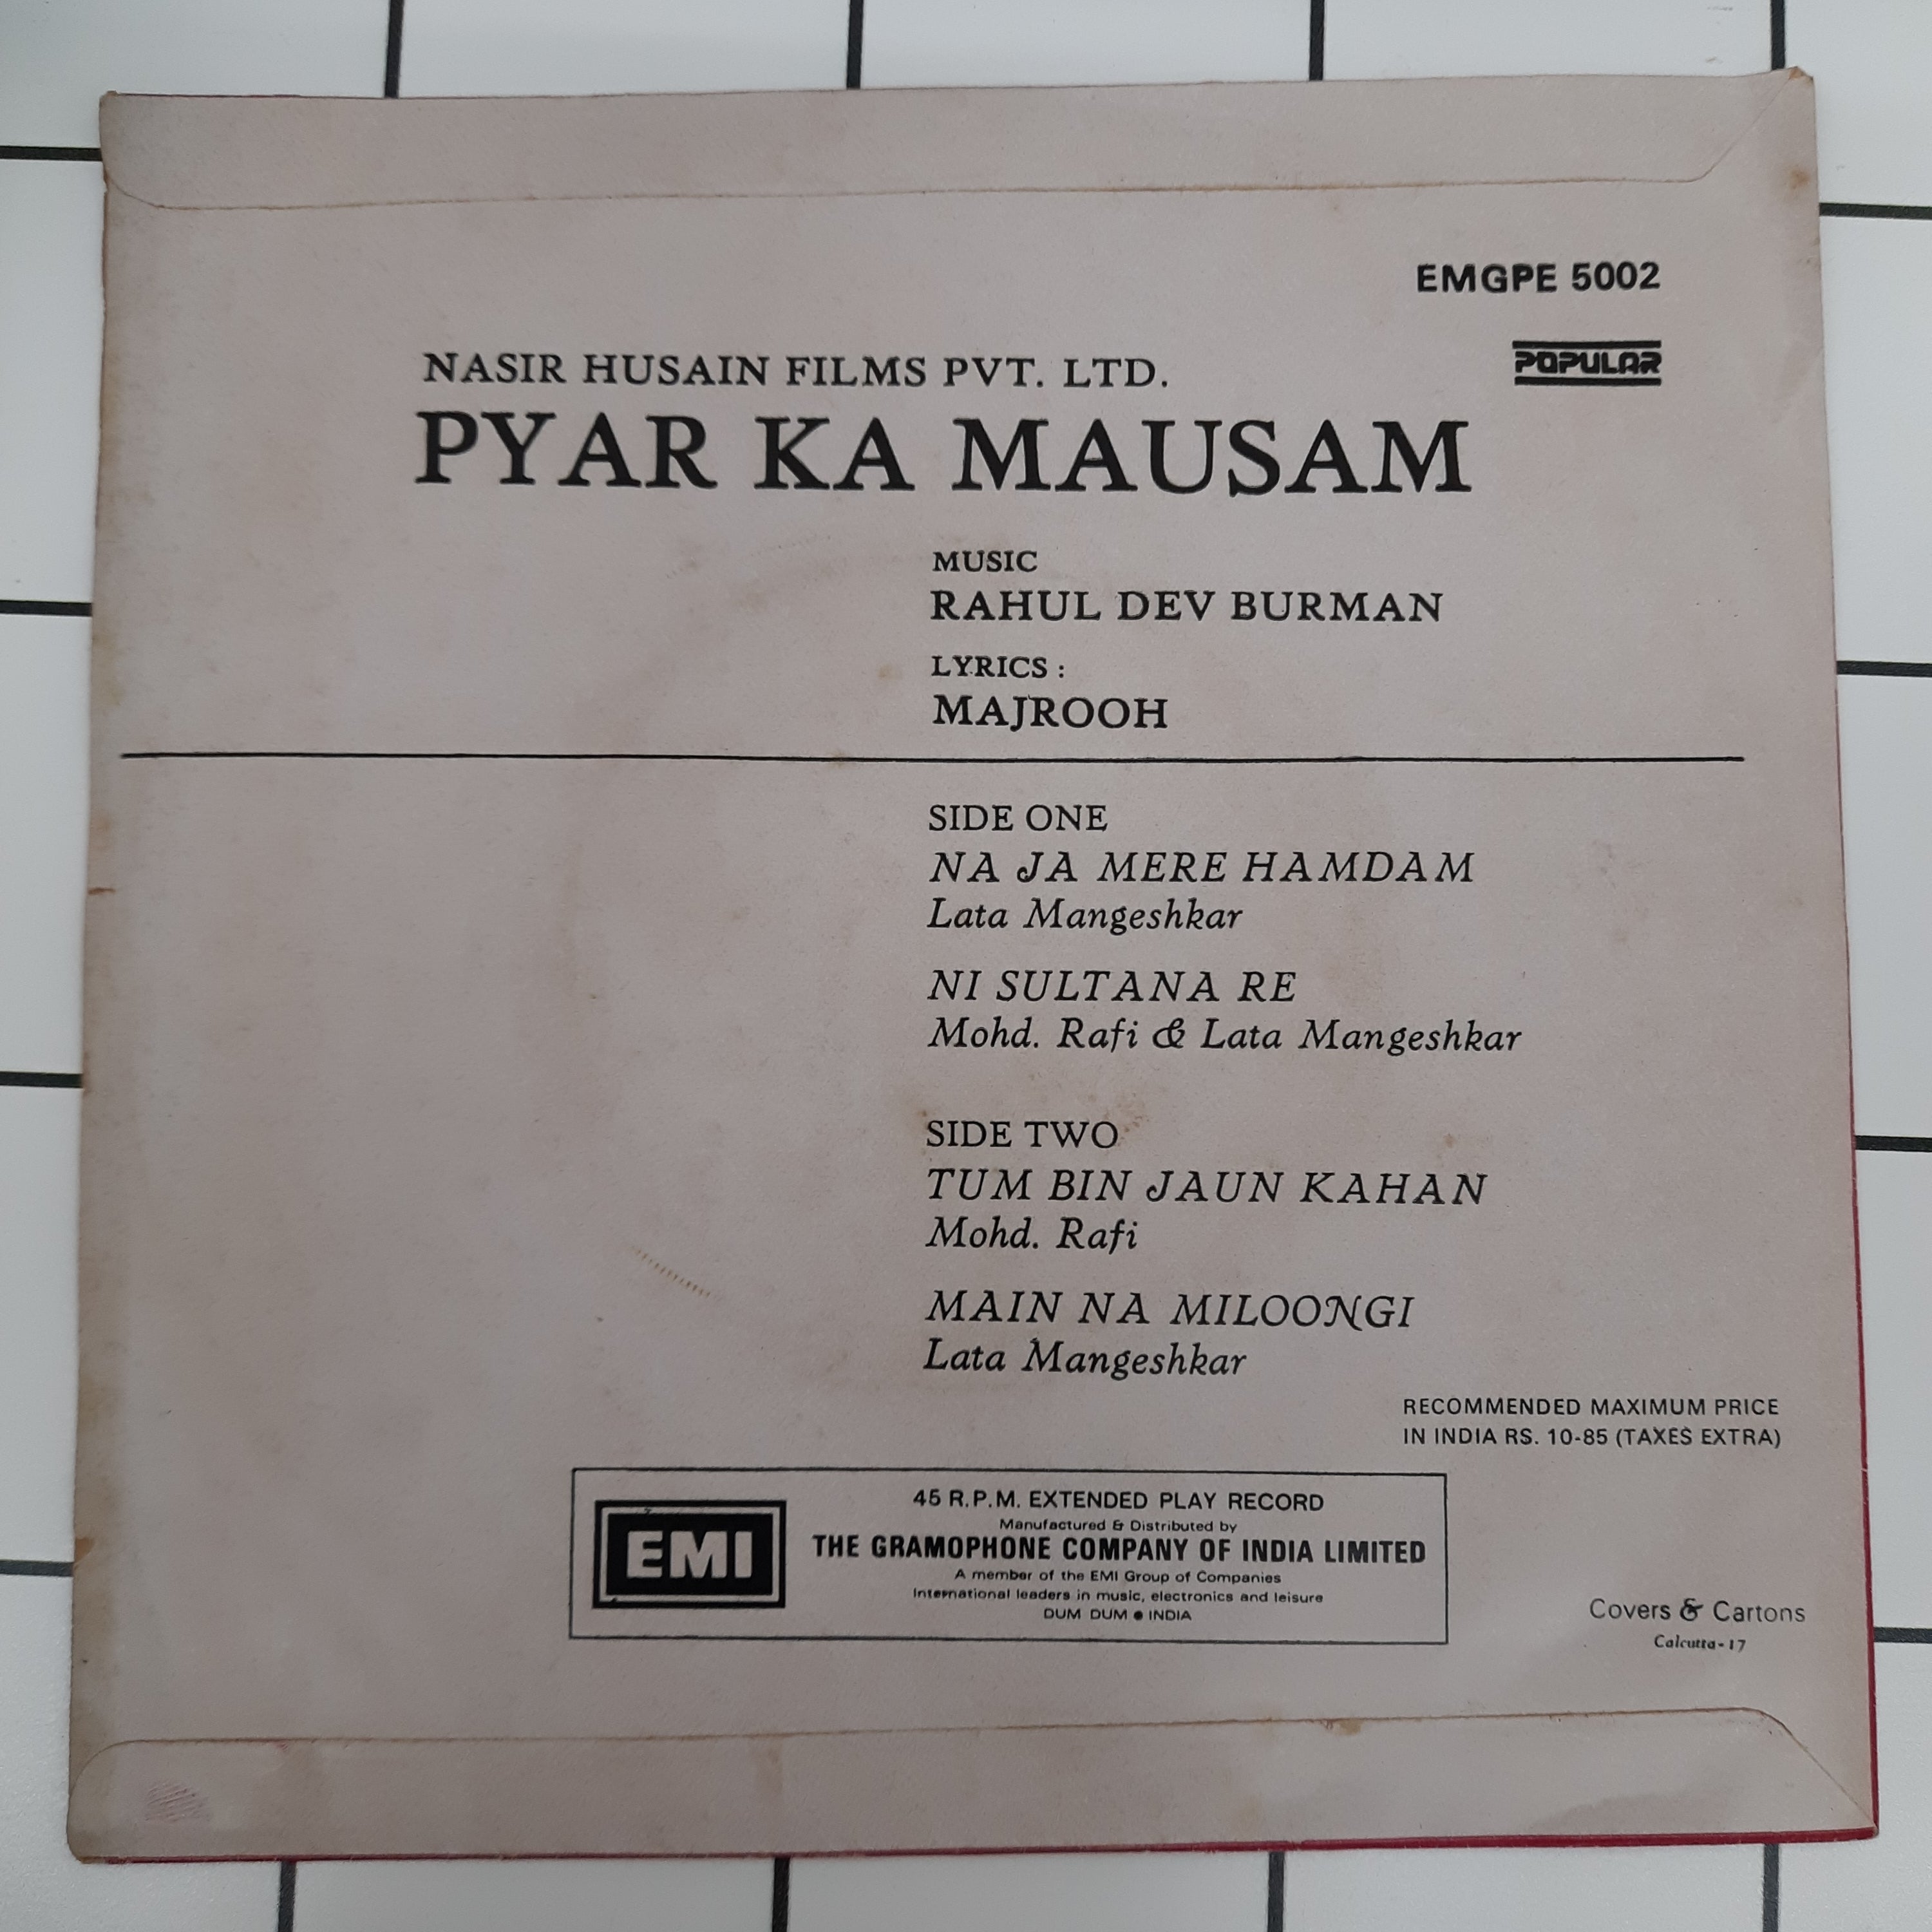 EMGPE 5002
POPULAR
NASIR HUSAIN FILMS PVT. LTD.
PYAR KA MAUSAM
MUSIC
RAHUL DEV BURMAN
LYRICS :
MAJROOH
SIDE ONE
NA JA MERE HAMDAM
Lata Mangeshkar
NI SULTANA RE
Mohd. Rafi & Lata Mangeshkar
SIDE TWO
TUM BIN JAUN KAHAN
Mohd. Rafi
MAIN NA MILOONGI
Lata Mangeshkar
RECOMMENDED MAXIMUM PRICE
IN INDIA RS. 10-85 (TAXES EXTRA)
EMI
45 R.P.M. EXTENDED PLAY RECORD
Manufactured & Distributed by
THE GRAMOPHONE COMPANY OF INDIA LIMITED
A member of the EMI Group of Companies
International leaders in music, electronics and leisure
DUM DUM ● INDIA
Covers & Cartons
Calcutta-17